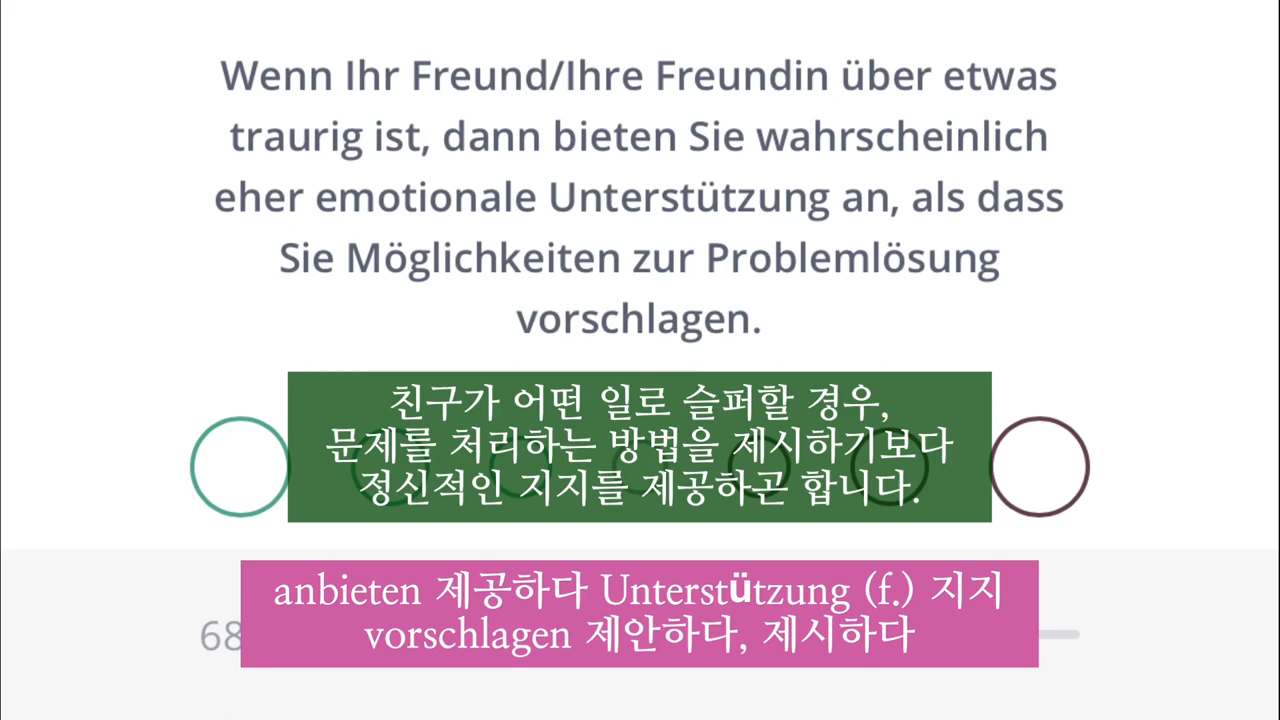 Wenn Ihr Freund/Ihre Freundin über etwas
traurig ist, dann bieten Sie wahrscheinlich
eher emotionale Unterstützung an, als dass
Sie Möglichkeiten zur Problemlösung
vorschlagen.
친구가 어떤 일로 슬퍼할 경우,
문제를 처리하는 방법을 제시하기보다
정신적인 지지를 제공하곤 합니다.
anbieten 제공하다 Unterstützung (f.) 지지
vorschlagen 제안하다, 제시하다
68